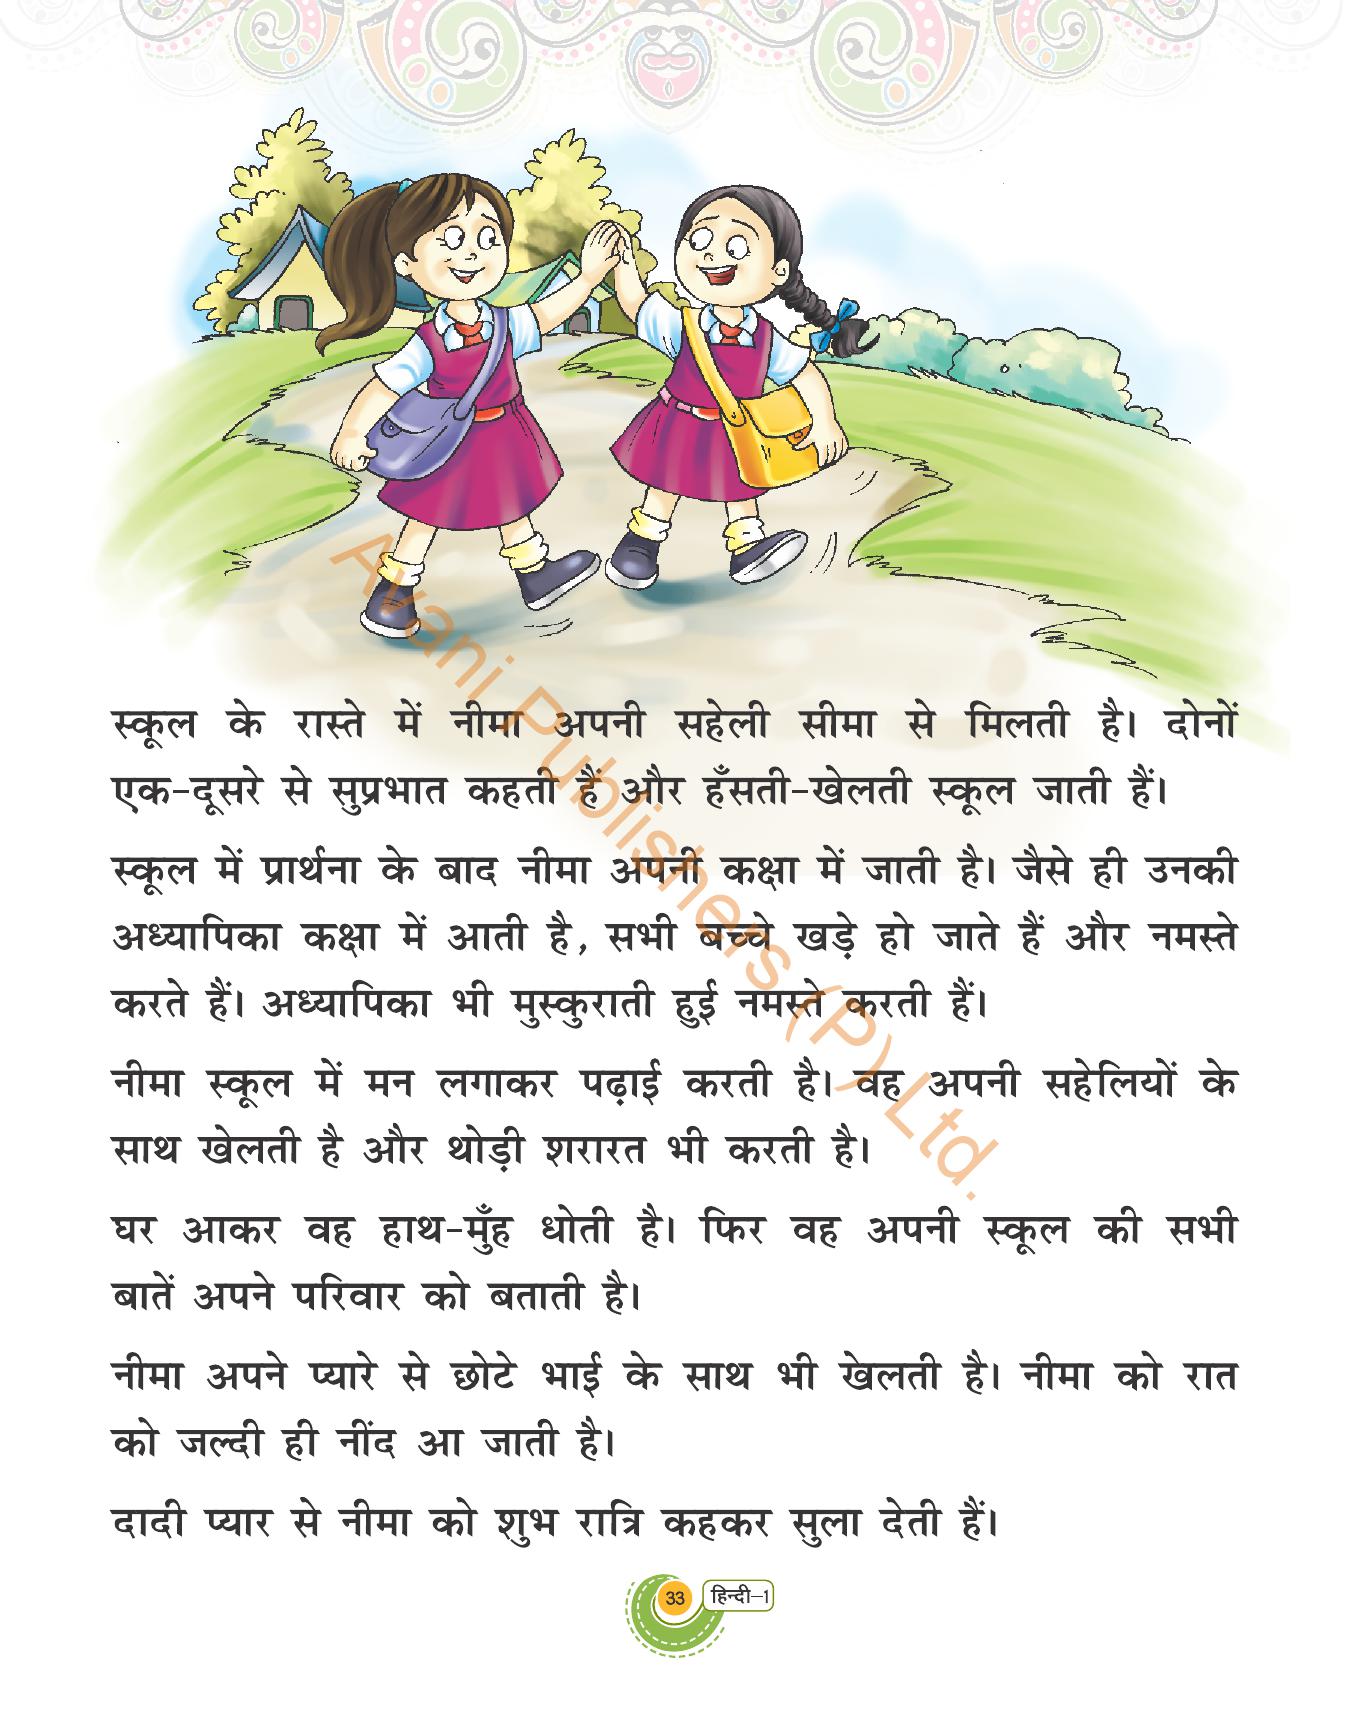 स्कूल के रास्ते में नीमा अपनी सहेली सीमा से मिलती है। दोनों
एक-दूसरे से सुप्रभात कहती हैं और हँसती-खेलती स्कूल जाती हैं।
स्कूल में प्रार्थना के बाद नीमा अपनी कक्षा में जाती है। जैसे ही उनकी
अध्यापिका कक्षा में आती है, सभी बच्चे खड़े हो जाते हैं और नमस्ते
करते हैं। अध्यापिका भी मुस्कुराती हुई नमस्ते करती हैं।
नीमा स्कूल में मन लगाकर पढ़ाई करती है। वह अपनी सहेलियों के
साथ खेलती है और थोड़ी शरारत भी करती है।
घर आकर वह हाथ-मुँह धोती है। फिर वह अपनी स्कूल की सभी
बातें अपने परिवार को बताती है।
नीमा अपने प्यारे से छोटे भाई के साथ भी खेलती है। नीमा को रात
को जल्दी ही नींद आ जाती है।
दादी प्यार से नीमा को शुभ रात्रि कहकर सुला देती हैं।
33 हिन्दी-1
Avani Publishers (P) Ltd.